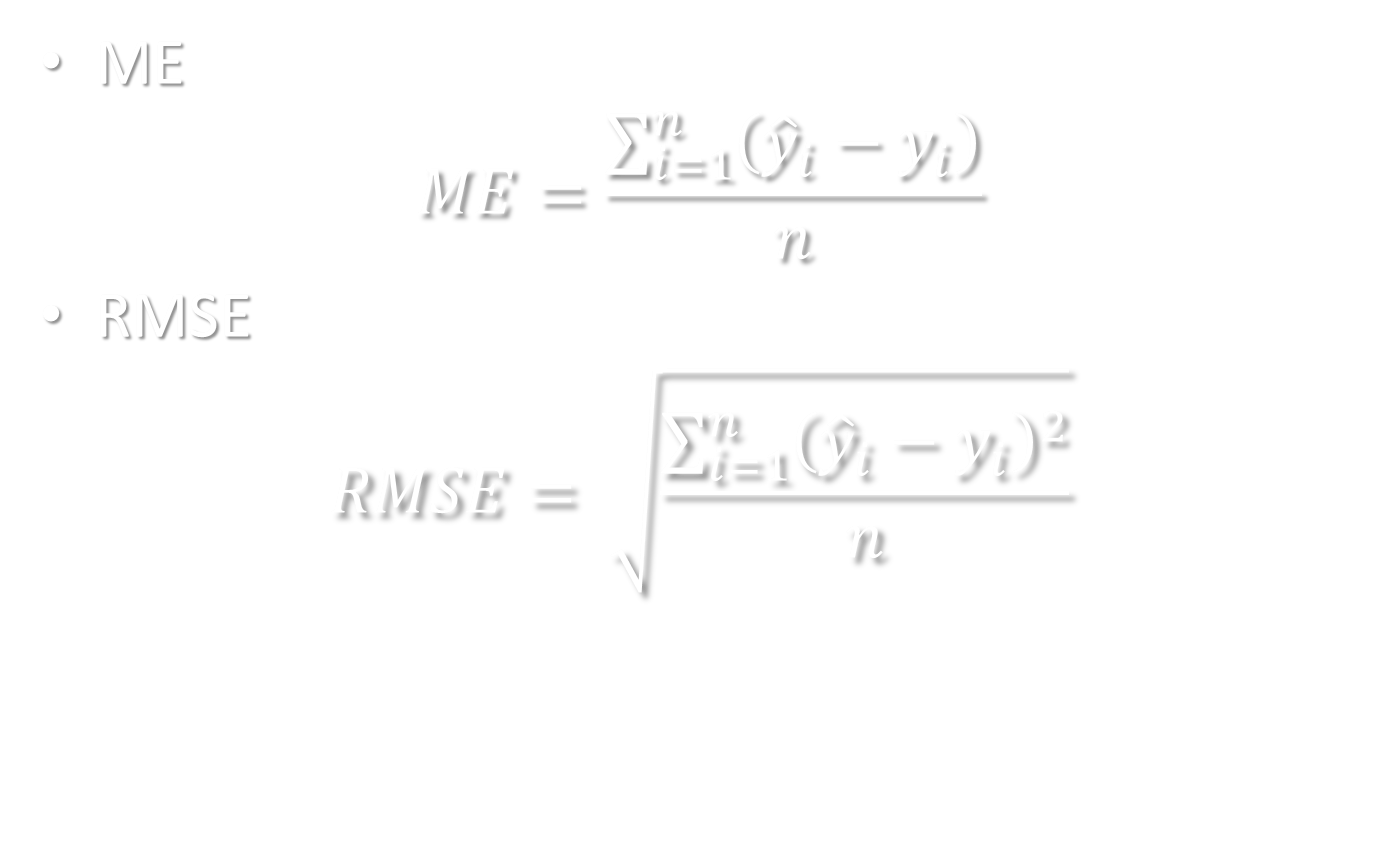 • ME
ME = \frac{\sum_{i=1}^{n}(\hat{y}_i - y_i)}{n}
• RMSE
RMSE = \sqrt{\frac{\sum_{i=1}^{n}(\hat{y}_i - y_i)^2}{n}}